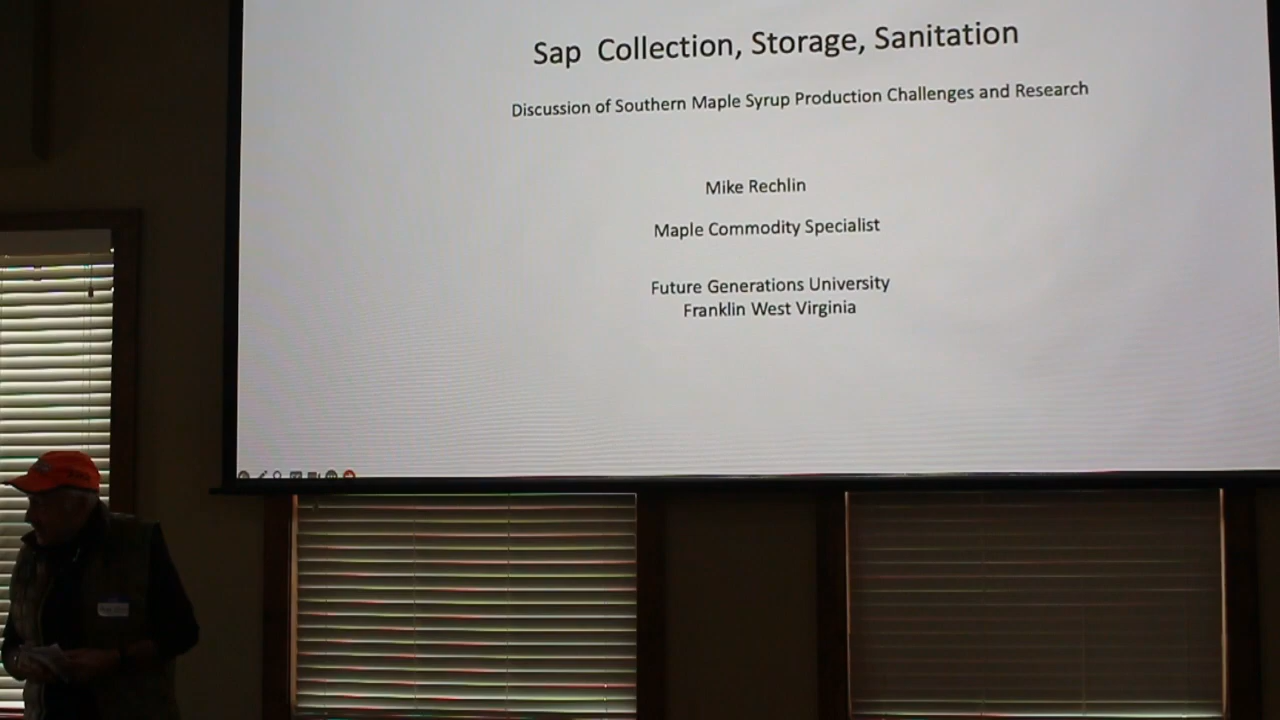 Sap Collection, Storage, Sanitation
Discussion of Southern Maple Syrup Production Challenges and Research
Mike Rechlin
Maple Commodity Specialist
Future Generations University
Franklin West Virginia